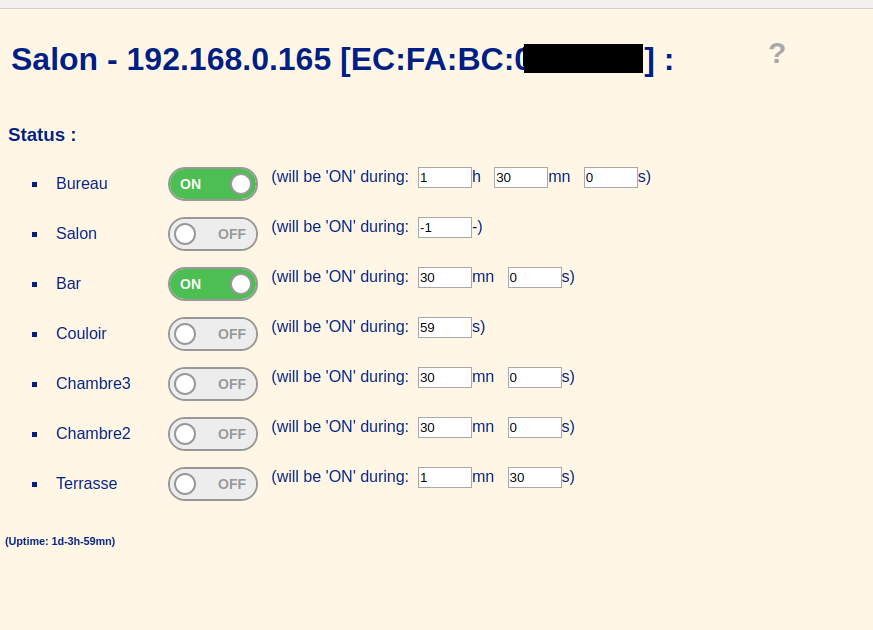 Salon - 192.168.0.165 [EC:FA:BC: ] : ?
Status :
Bureau ON (will be 'ON' during: 1 h 30 mn 0 s)
Salon OFF (will be 'ON' during: -1 -)
Bar ON (will be 'ON' during: 30 mn 0 s)
Couloir OFF (will be 'ON' during: 59 s)
Chambre3 OFF (will be 'ON' during: 30 mn 0 s)
Chambre2 OFF (will be 'ON' during: 30 mn 0 s)
Terrasse OFF (will be 'ON' during: 1 mn 30 s)
(Uptime: 1d-3h-59mn)